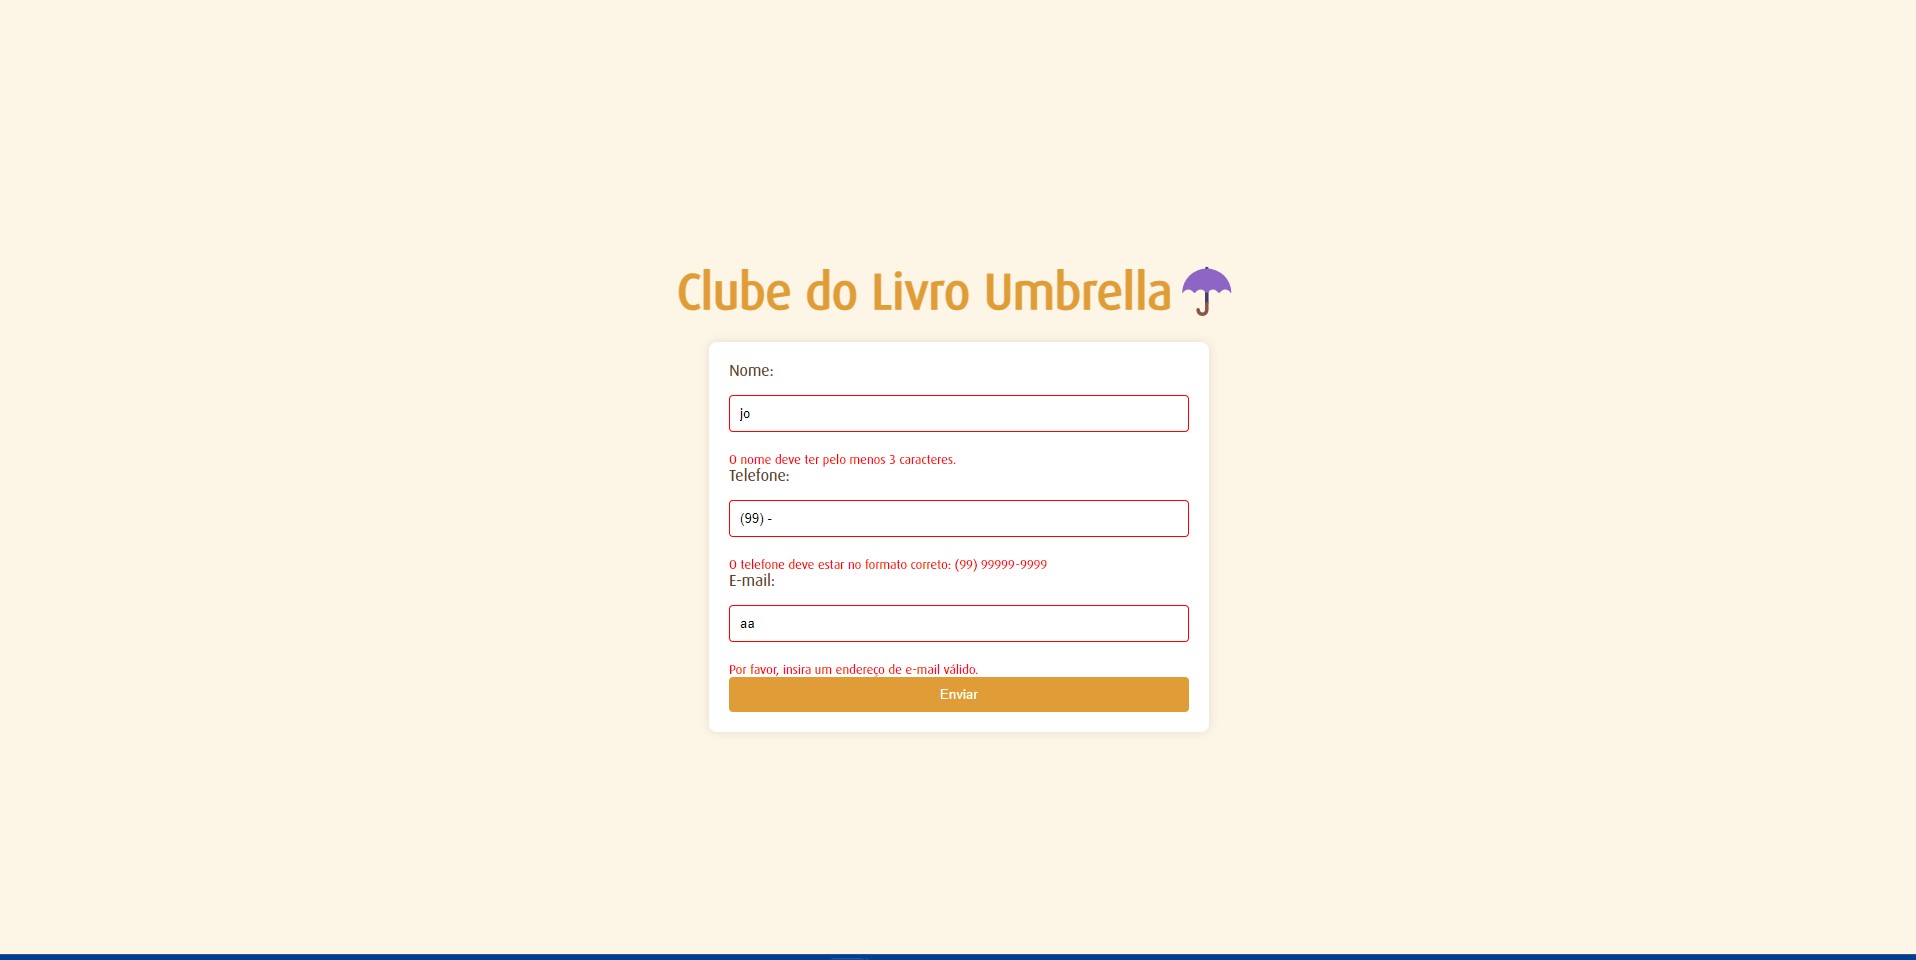 Clube do Livro Umbrella
Nome:
jo
O nome deve ter pelo menos 3 caracteres.
Telefone:
(99) -
O telefone deve estar no formato correto: (99) 99999-9999
E-mail:
aa
Por favor, insira um endereço de e-mail válido.
Enviar